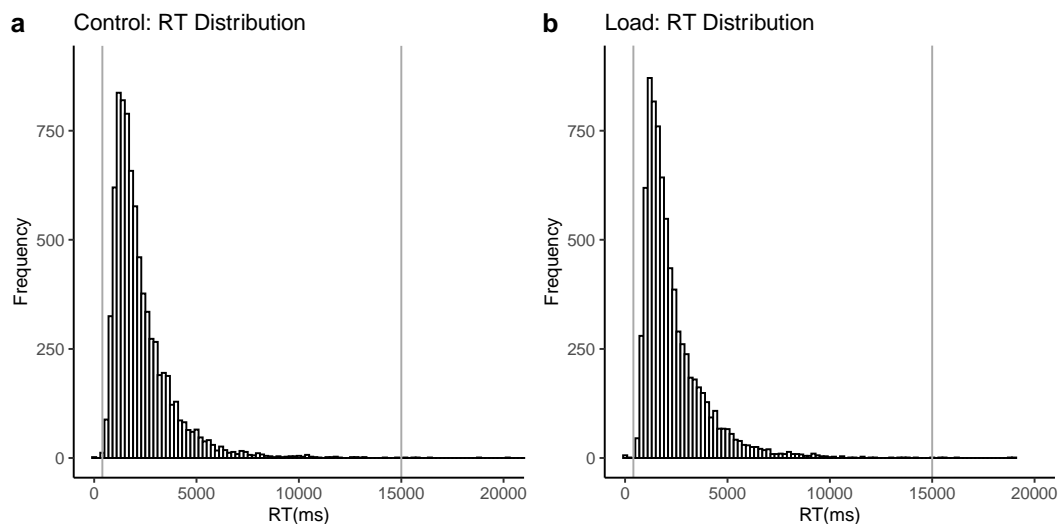 a Control: RT Distribution
750
500
250
0
Frequency
0 5000 10000 15000 20000
RT(ms)
b Load: RT Distribution
750
500
250
0
Frequency
0 5000 10000 15000 20000
RT(ms)